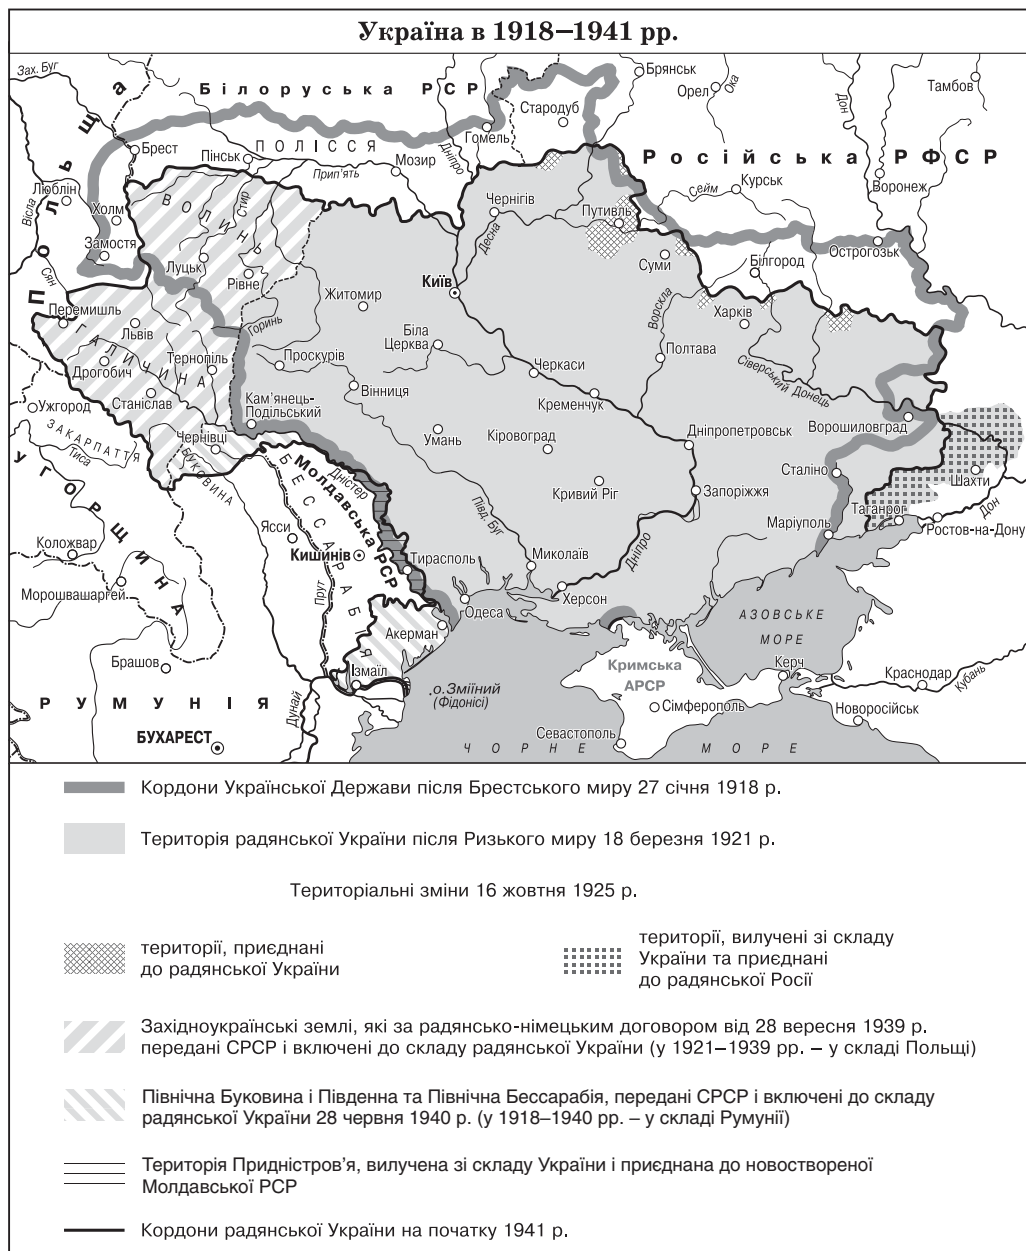 Україна в 1918–1941 рр.
Зах. Буг
Польща
Білоруська РСР
Брянськ
Орел
Ока
Дон
Тамбов
Стародуб
Гомель
Дніпро
Брест
Пінськ
ПОЛІССЯ
Мозир
Прип’ять
Російська РФСР
Сейм
Курськ
Воронеж
Люблін
Вісла
Холм
Замостя
ВОЛИНЬ
Стир
Чернігів
Десна
Путивль
Острогозьк
Луцьк
Рівне
Суми
Білгород
Сян
Київ
Житомир
Ворскла
Харків
Перемишль
Горинь
Львів
ГАЛИЧИНА
Біла
Церква
Дрогобич
Тернопіль
Проскурів
Черкаси
Полтава
Сіверський Донець
Вінниця
Станіслав
Кам’янець-
Подільський
Кременчук
Ужгород
Ворошиловград
ЗАКАРПАТТЯ
Тиса
Чернівці
Умань
Кіровоград
Дніпропетровськ
БУКОВИНА
УГОРЩИНА
БЕССАРАБІЯ
Молдавська РСР
Дністер
Сталіно
Шахти
Кривий Ріг
Запоріжжя
Півд. Буг
Таганрог
Дон
Маріуполь
Ростов-на-Дону
Ясси
Коложвар
Кишинів
Миколаїв
Дніпро
Тирасполь
Прут
Морошвашаргей
Херсон
Одеса
АЗОВСЬКЕ
МОРЕ
Акерман
Брашов
Ізмаїл
Кримська
АРСР
Керч
Краснодар
Кубань
о. Зміїний
(Фідонісі)
РУМУНІЯ
Дунай
Сімферополь
Новоросійськ
БУХАРЕСТ
Севастополь
ЧОРНЕ МОРЕ
Кордони Української Держави після Брестського миру 27 січня 1918 р.
Територія радянської України після Ризького миру 18 березня 1921 р.
Територіальні зміни 16 жовтня 1925 р.
території, приєднані
до радянської України
території, вилучені зі складу
України та приєднані
до радянської Росії
Західноукраїнські землі, які за радянсько-німецьким договором від 28 вересня 1939 р.
передані СРСР і включені до складу радянської України (у 1921–1939 рр. – у складі Польщі)
Північна Буковина і Південна та Північна Бессарабія, передані СРСР і включені до складу
радянської України 28 червня 1940 р. (у 1918–1940 рр. – у складі Румунії)
Територія Придністров’я, вилучена зі складу України і приєднана до новоствореної
Молдавської РСР
Кордони радянської України на початку 1941 р.